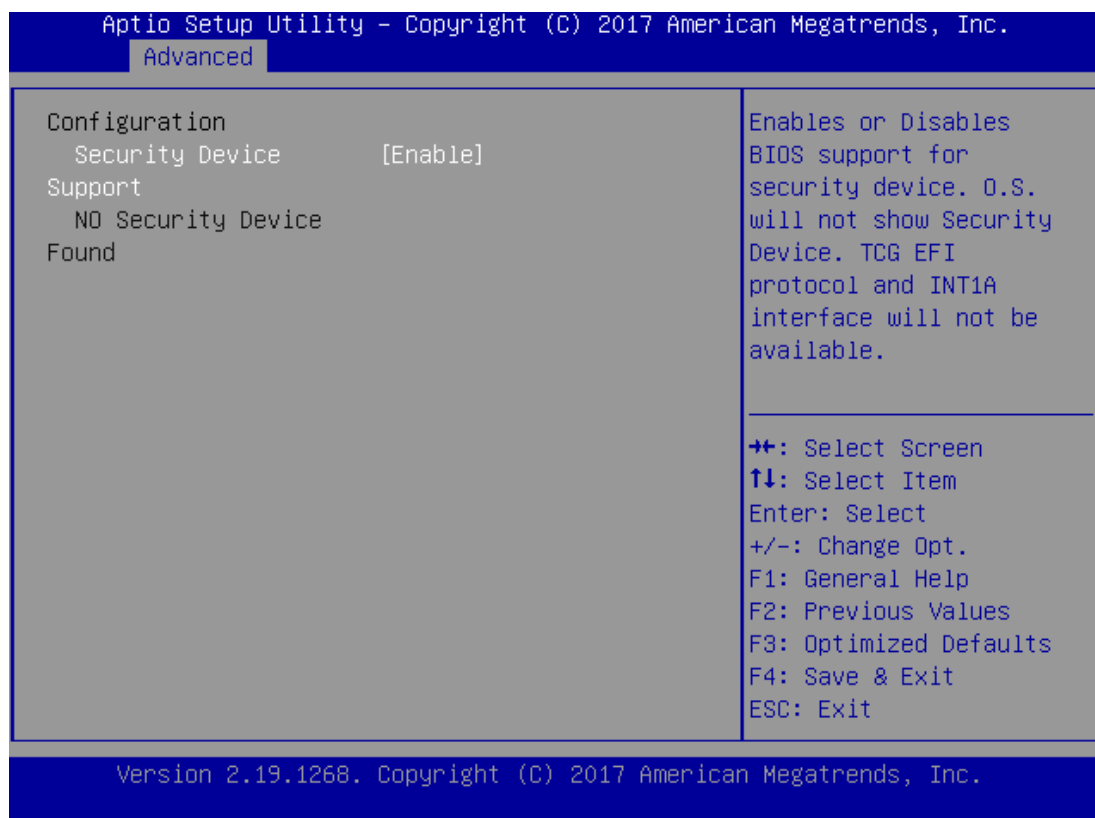 Aptio Setup Utility – Copyright (C) 2017 American Megatrends, Inc.
Advanced
Configuration
Security Device [Enable]
Support
NO Security Device
Found
Enables or Disables
BIOS support for
security device. O.S.
will not show Security
Device. TCG EFI
protocol and INT1A
interface will not be
available.
→←: Select Screen
↑↓: Select Item
Enter: Select
+/-: Change Opt.
F1: General Help
F2: Previous Values
F3: Optimized Defaults
F4: Save & Exit
ESC: Exit
Version 2.19.1268. Copyright (C) 2017 American Megatrends, Inc.